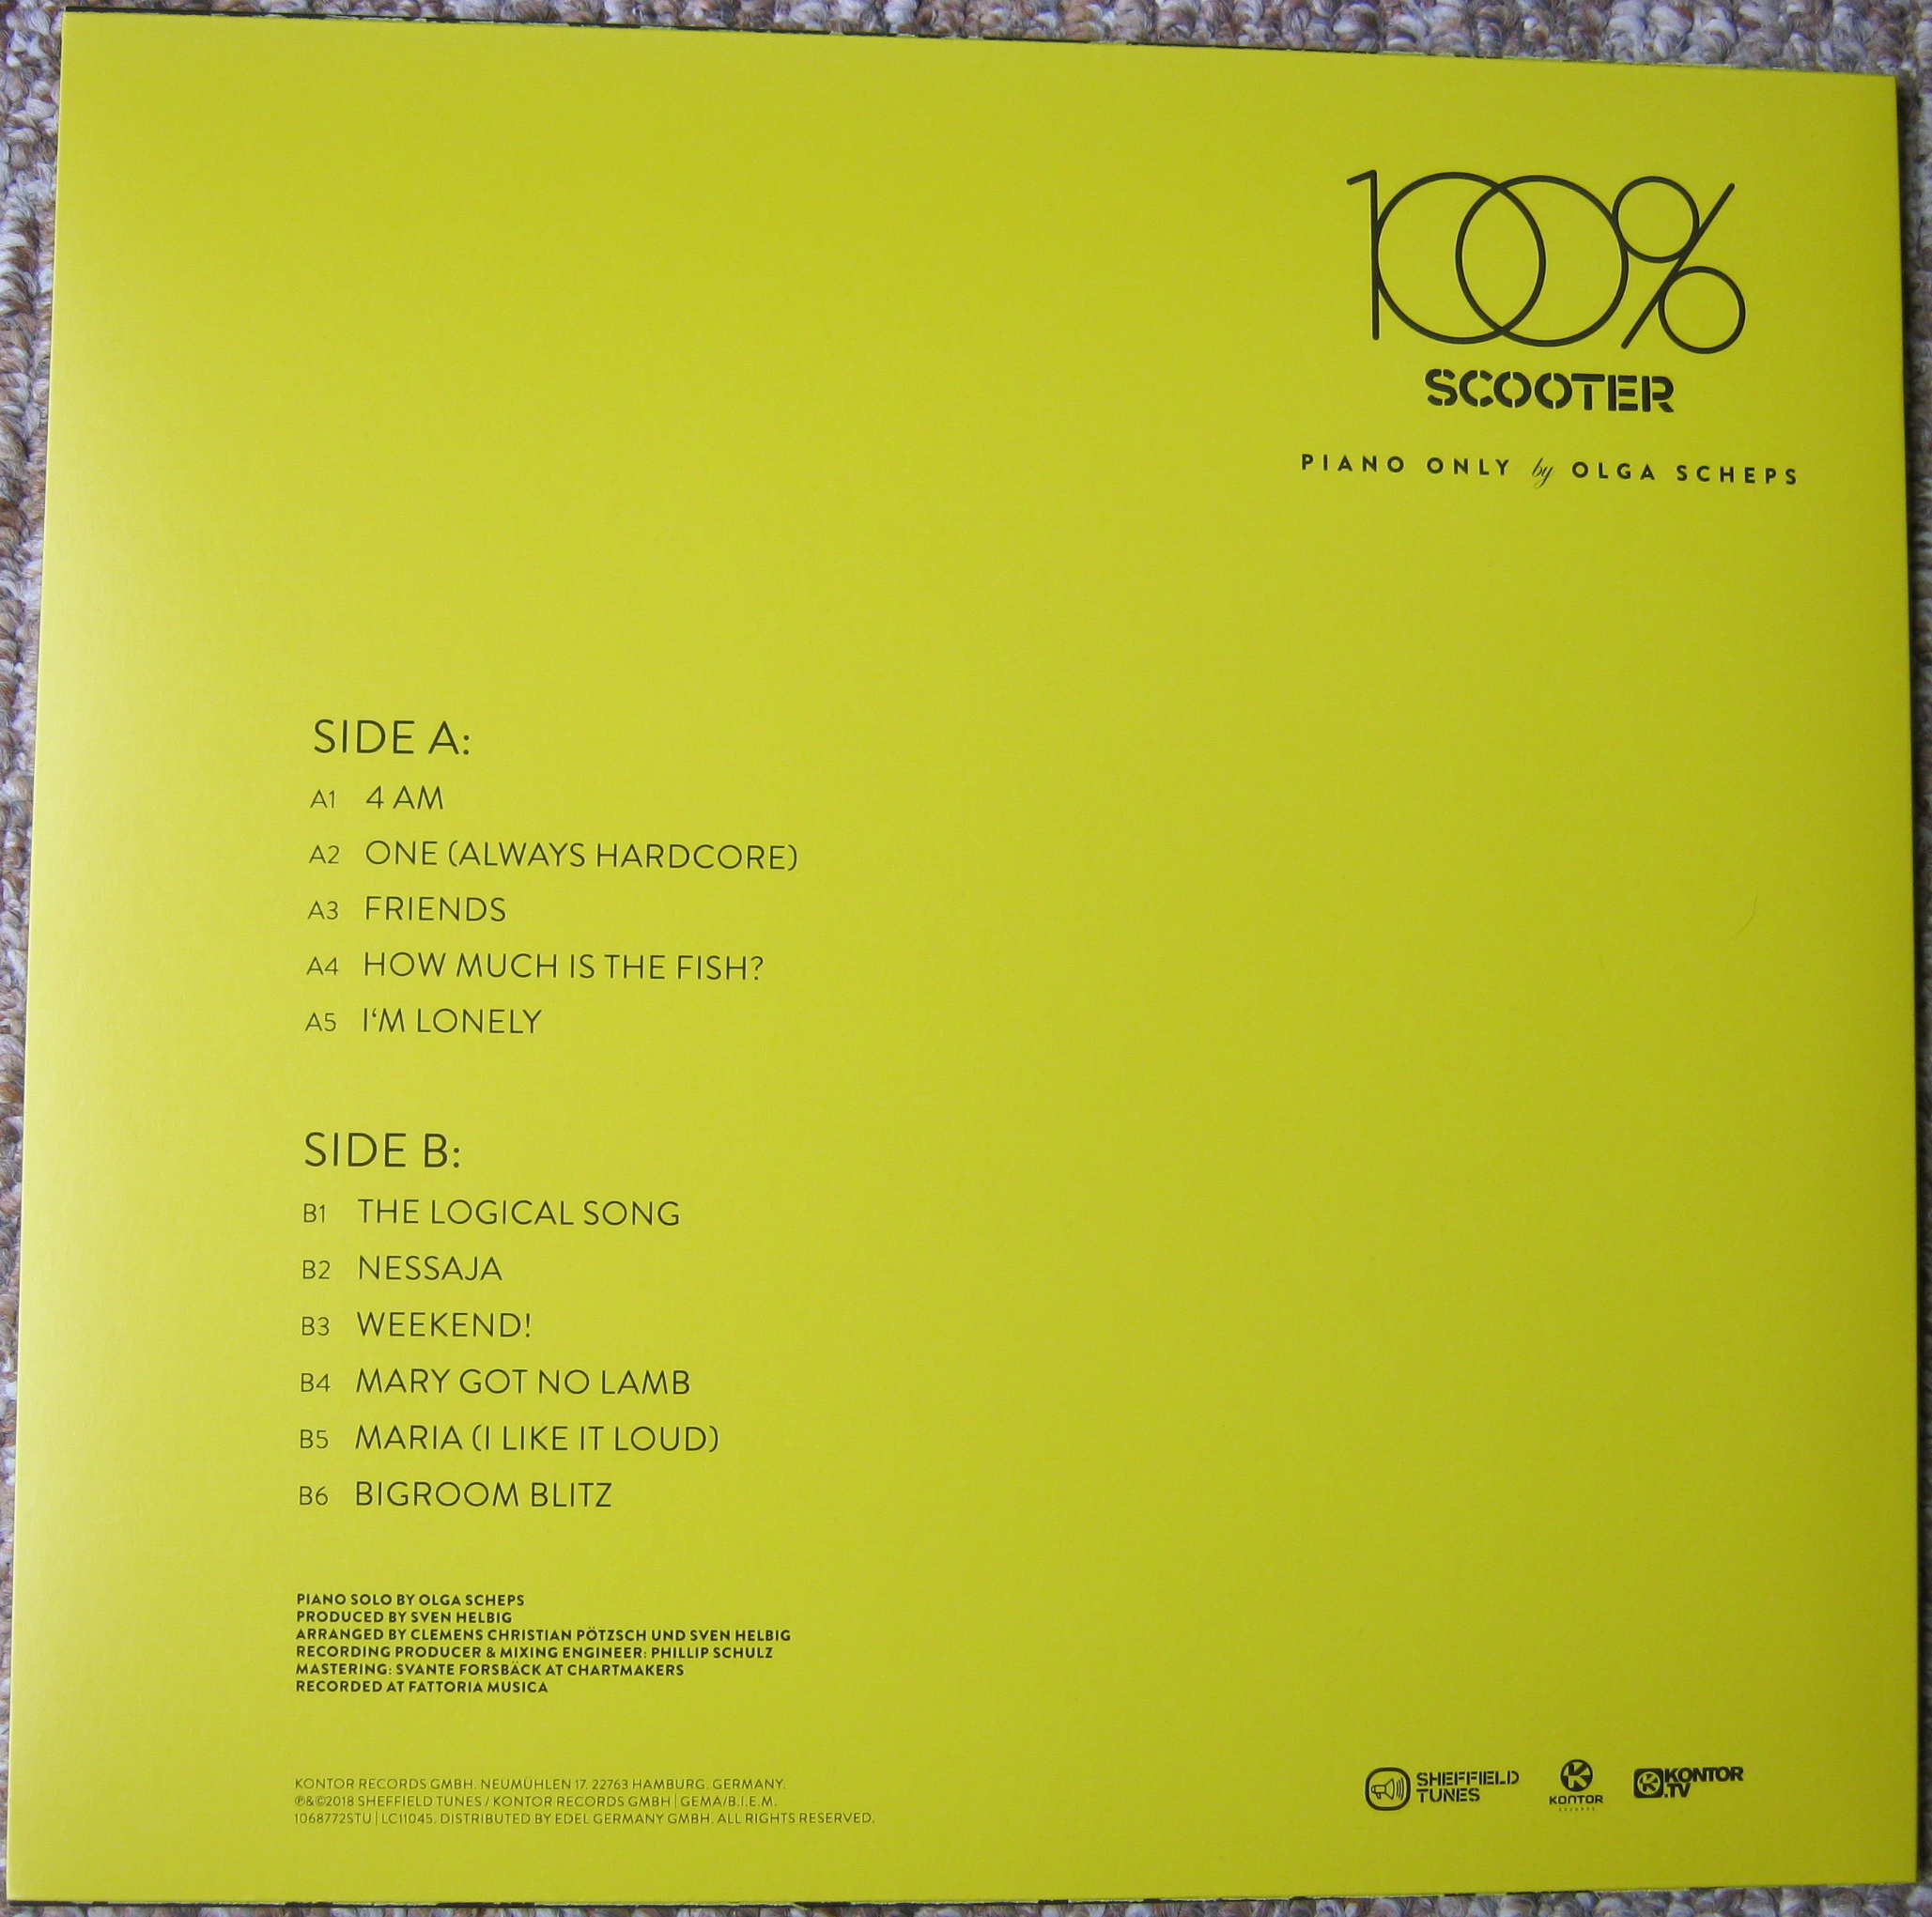 100%
SCOOTER
PIANO ONLY by OLGA SCHEPS
SIDE A:
A1 4 AM
A2 ONE (ALWAYS HARDCORE)
A3 FRIENDS
A4 HOW MUCH IS THE FISH?
A5 I‘M LONELY
SIDE B:
B1 THE LOGICAL SONG
B2 NESSAJA
B3 WEEKEND!
B4 MARY GOT NO LAMB
B5 MARIA (I LIKE IT LOUD)
B6 BIGROOM BLITZ
PIANO SOLO BY OLGA SCHEPS
PRODUCED BY SVEN HELBIG
ARRANGED BY CLEMENS CHRISTIAN PÖTZSCH UND SVEN HELBIG
RECORDING PRODUCER & MIXING ENGINEER: PHILLIP SCHULZ
MASTERING: SVANTE FORSBÄCK AT CHARTMAKERS
RECORDED AT FATTORIA MUSICA
KONTOR RECORDS GMBH. NEUMÜHLEN 17. 22763 HAMBURG. GERMANY.
℗&©2018 SHEFFIELD TUNES / KONTOR RECORDS GMBH | GEMA/B.I.E.M.
1068772STU | LC11045. DISTRIBUTED BY EDEL GERMANY GMBH. ALL RIGHTS RESERVED.
SHEFFIELD
TUNES
KONTOR
RECORDS
KONTOR
.TV